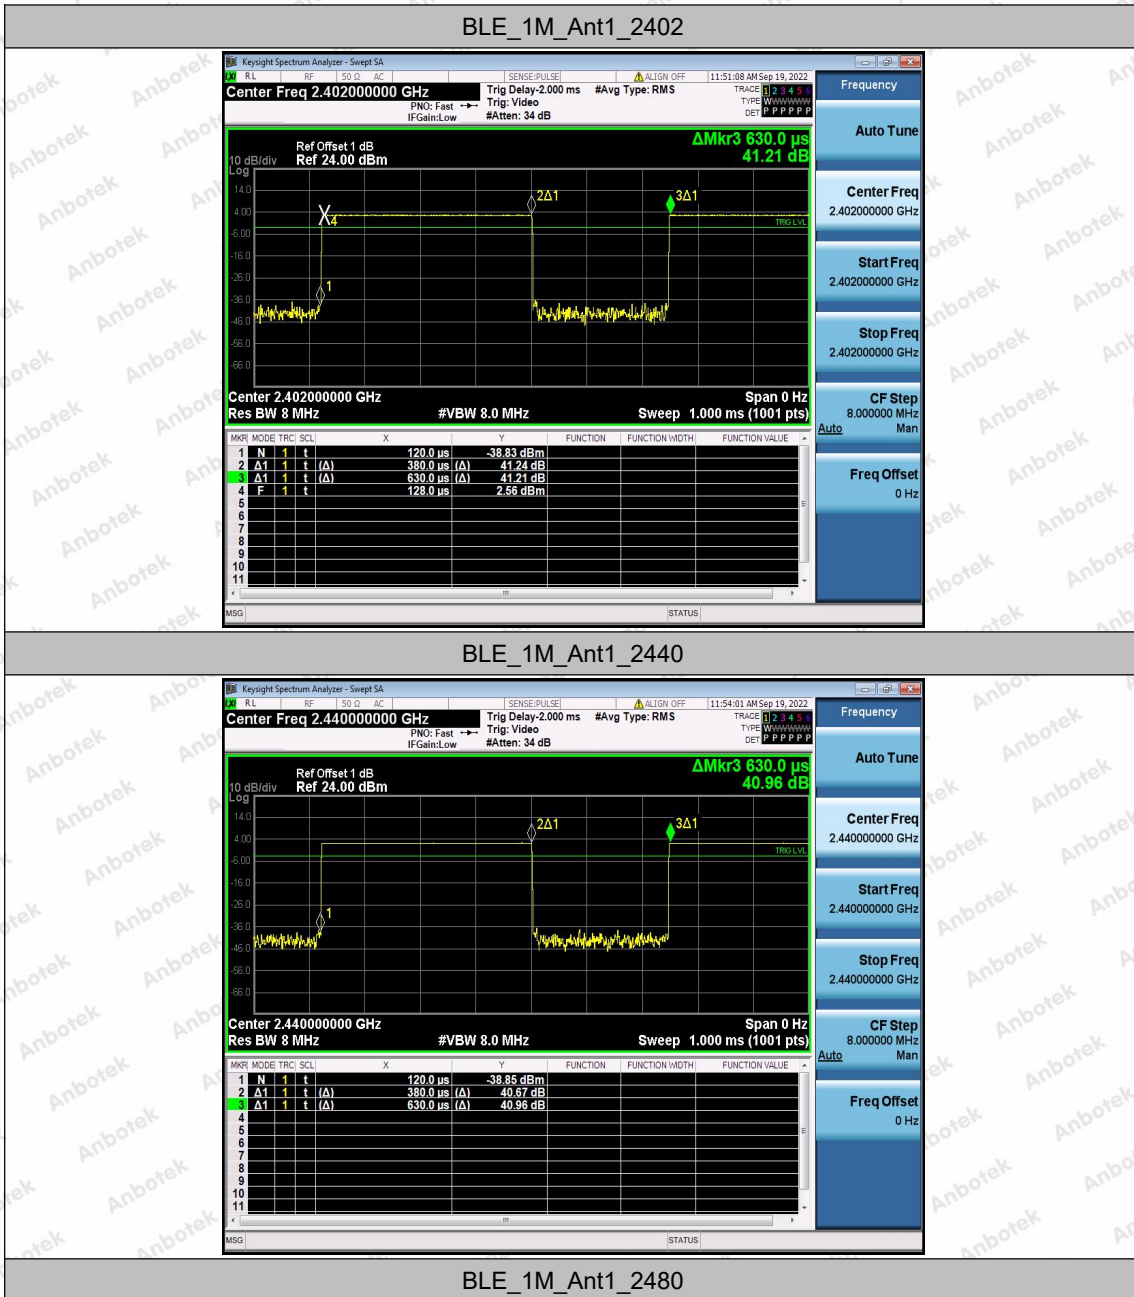 BLE_1M_Ant1_2402
Keysight Spectrum Analyzer - Swept SA
LXI RL RF 50 Ω AC SENSE:PULSE ALIGN OFF 11:51:08 AM Sep 19, 2022
Center Freq 2.402000000 GHz
PNO: Fast
IFGain:Low
Trig Delay-2.000 ms
Trig: Video
#Atten: 34 dB
#Avg Type: RMS
TRACE 1 2 3 4 5 6
TYPE WWWWWW
DET P P P P P P
ΔMkr3 630.0 µs
41.21 dB
Ref Offset 1 dB
10 dB/div Ref 24.00 dBm
Log
14.0
4.00
-6.00
-16.0
-26.0
-36.0
-46.0
-56.0
-66.0
X4
1
2Δ1
3Δ1
TRIG LVL
Center 2.402000000 GHz Span 0 Hz
Res BW 8 MHz #VBW 8.0 MHz Sweep 1.000 ms (1001 pts)
MKR MODE TRC SCL X Y FUNCTION FUNCTION WIDTH FUNCTION VALUE
1 N 1 t 120.0 µs -38.83 dBm
2 Δ1 1 t (Δ) 380.0 µs (Δ) 41.24 dB
3 Δ1 1 t (Δ) 630.0 µs (Δ) 41.21 dB
4 F 1 t 128.0 µs 2.56 dBm
5
6
7
8
9
10
11
MSG STATUS
Frequency
Auto Tune
Center Freq
2.402000000 GHz
Start Freq
2.402000000 GHz
Stop Freq
2.402000000 GHz
CF Step
8.000000 MHz
Auto Man
Freq Offset
0 Hz
BLE_1M_Ant1_2440
Keysight Spectrum Analyzer - Swept SA
LXI RL RF 50 Ω AC SENSE:PULSE ALIGN OFF 11:54:01 AM Sep 19, 2022
Center Freq 2.440000000 GHz
PNO: Fast
IFGain:Low
Trig Delay-2.000 ms
Trig: Video
#Atten: 34 dB
#Avg Type: RMS
TRACE 1 2 3 4 5 6
TYPE WWWWWW
DET P P P P P P
ΔMkr3 630.0 µs
40.96 dB
Ref Offset 1 dB
10 dB/div Ref 24.00 dBm
Log
14.0
4.00
-6.00
-16.0
-26.0
-36.0
-46.0
-56.0
-66.0
1
2Δ1
3Δ1
TRIG LVL
Center 2.440000000 GHz Span 0 Hz
Res BW 8 MHz #VBW 8.0 MHz Sweep 1.000 ms (1001 pts)
MKR MODE TRC SCL X Y FUNCTION FUNCTION WIDTH FUNCTION VALUE
1 N 1 t 120.0 µs -38.85 dBm
2 Δ1 1 t (Δ) 380.0 µs (Δ) 40.67 dB
3 Δ1 1 t (Δ) 630.0 µs (Δ) 40.96 dB
4
5
6
7
8
9
10
11
MSG STATUS
Frequency
Auto Tune
Center Freq
2.440000000 GHz
Start Freq
2.440000000 GHz
Stop Freq
2.440000000 GHz
CF Step
8.000000 MHz
Auto Man
Freq Offset
0 Hz
BLE_1M_Ant1_2480
Anbotek